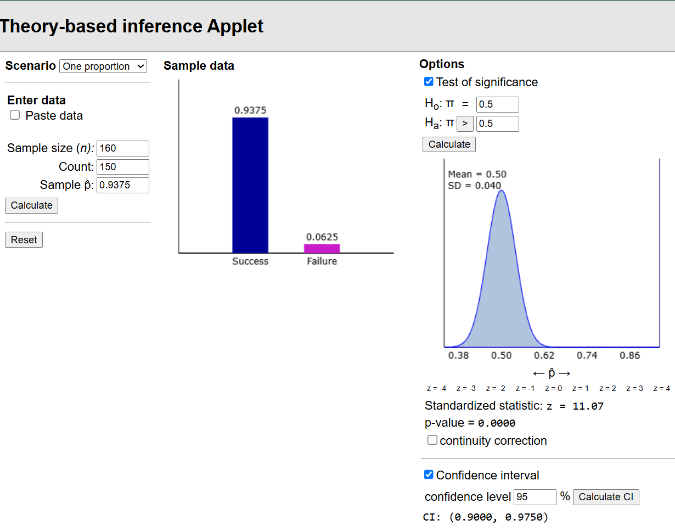 Theory-based inference Applet
Scenario One proportion
Enter data
Paste data
Sample size (n): 160
Count: 150
Sample p̂: 0.9375
Calculate
Reset
Sample data
0.9375
0.0625
Success Failure
Options
Test of significance
H₀: π = 0.5
Hₐ: π > 0.5
Calculate
Mean = 0.50
SD = 0.040
0.38 0.50 0.62 0.74 0.86
← p̂ →
z = -4 z = -3 z = -2 z = -1 z = 0 z = 1 z = 2 z = 3 z = 4
Standardized statistic: z = 11.07
p-value = 0.0000
continuity correction
Confidence interval
confidence level 95 % Calculate CI
CI: (0.9000, 0.9750)